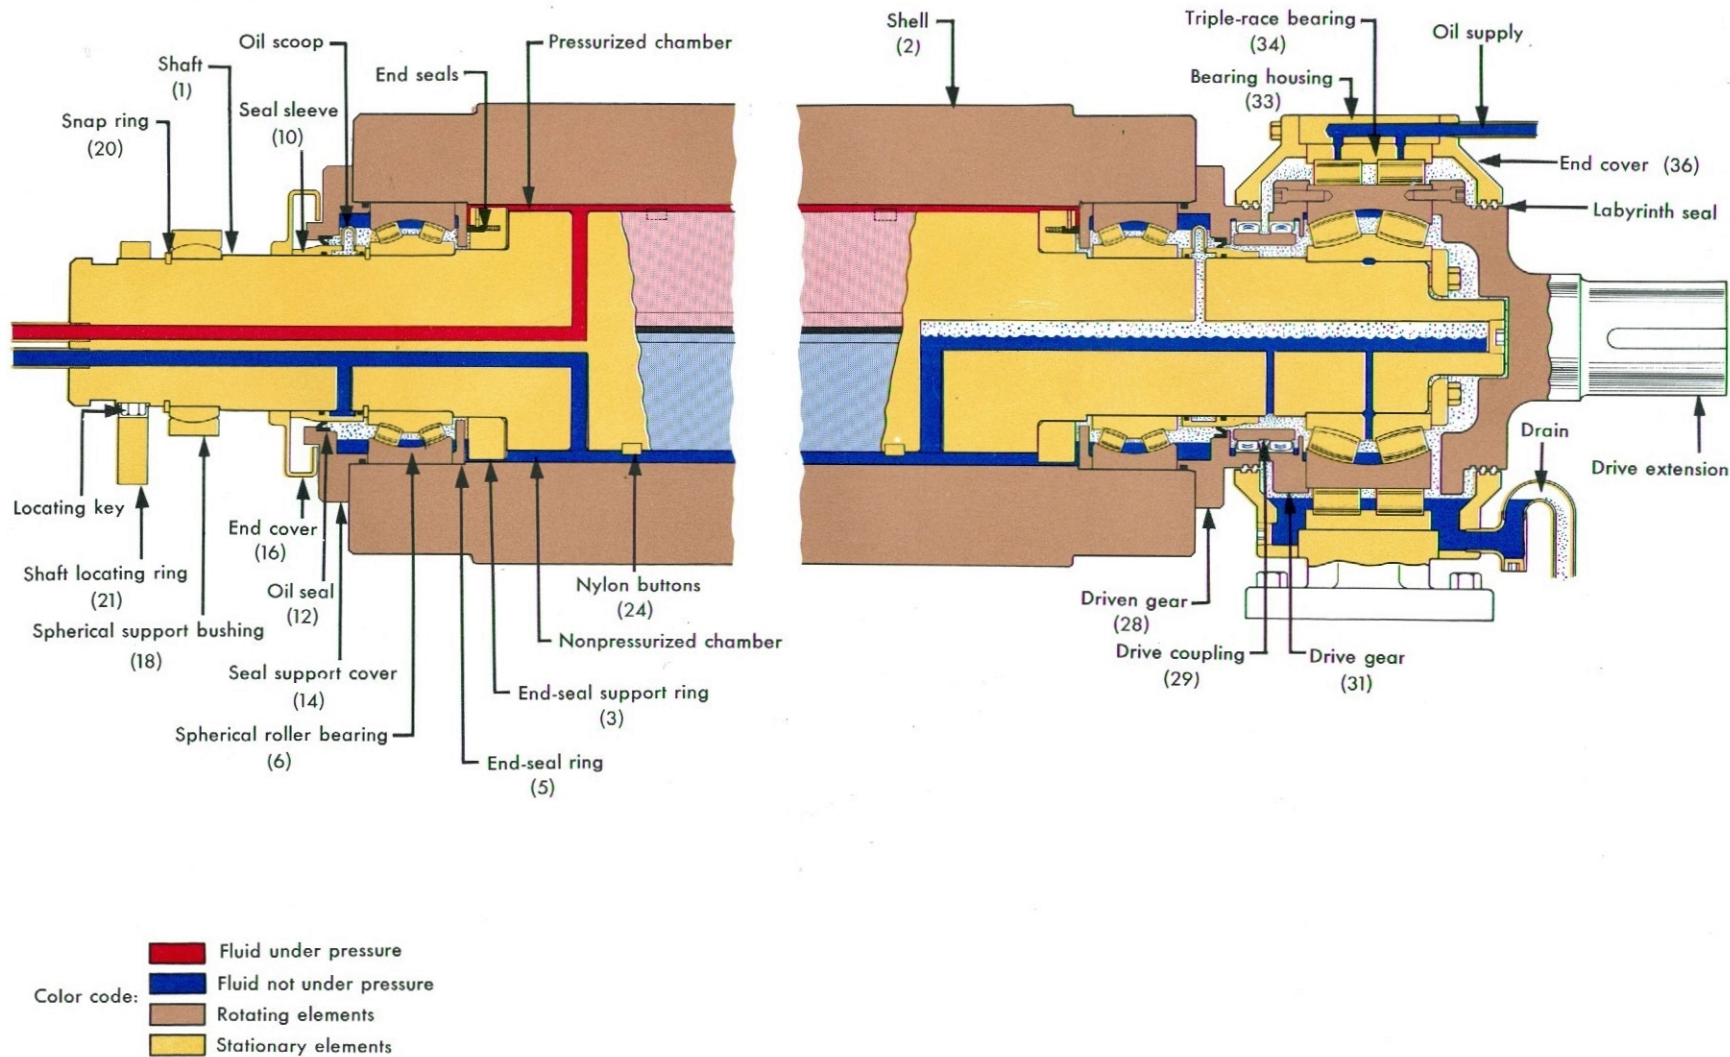 Shell
(2)
Triple-race bearing
(34)
Oil supply
Oil scoop
Pressurized chamber
Shaft
(1)
End seals
Bearing housing
(33)
Seal sleeve
(10)
Snap ring
(20)
End cover (36)
Labyrinth seal
Drain
Drive extension
Locating key
End cover
(16)
Shaft locating ring
(21)
Oil seal
(12)
Nylon buttons
(24)
Driven gear
(28)
Spherical support bushing
(18)
Nonpressurized chamber
Drive coupling
(29)
Drive gear
(31)
Seal support cover
(14)
End-seal support ring
(3)
Spherical roller bearing
(6)
End-seal ring
(5)
Color code:
Fluid under pressure
Fluid not under pressure
Rotating elements
Stationary elements